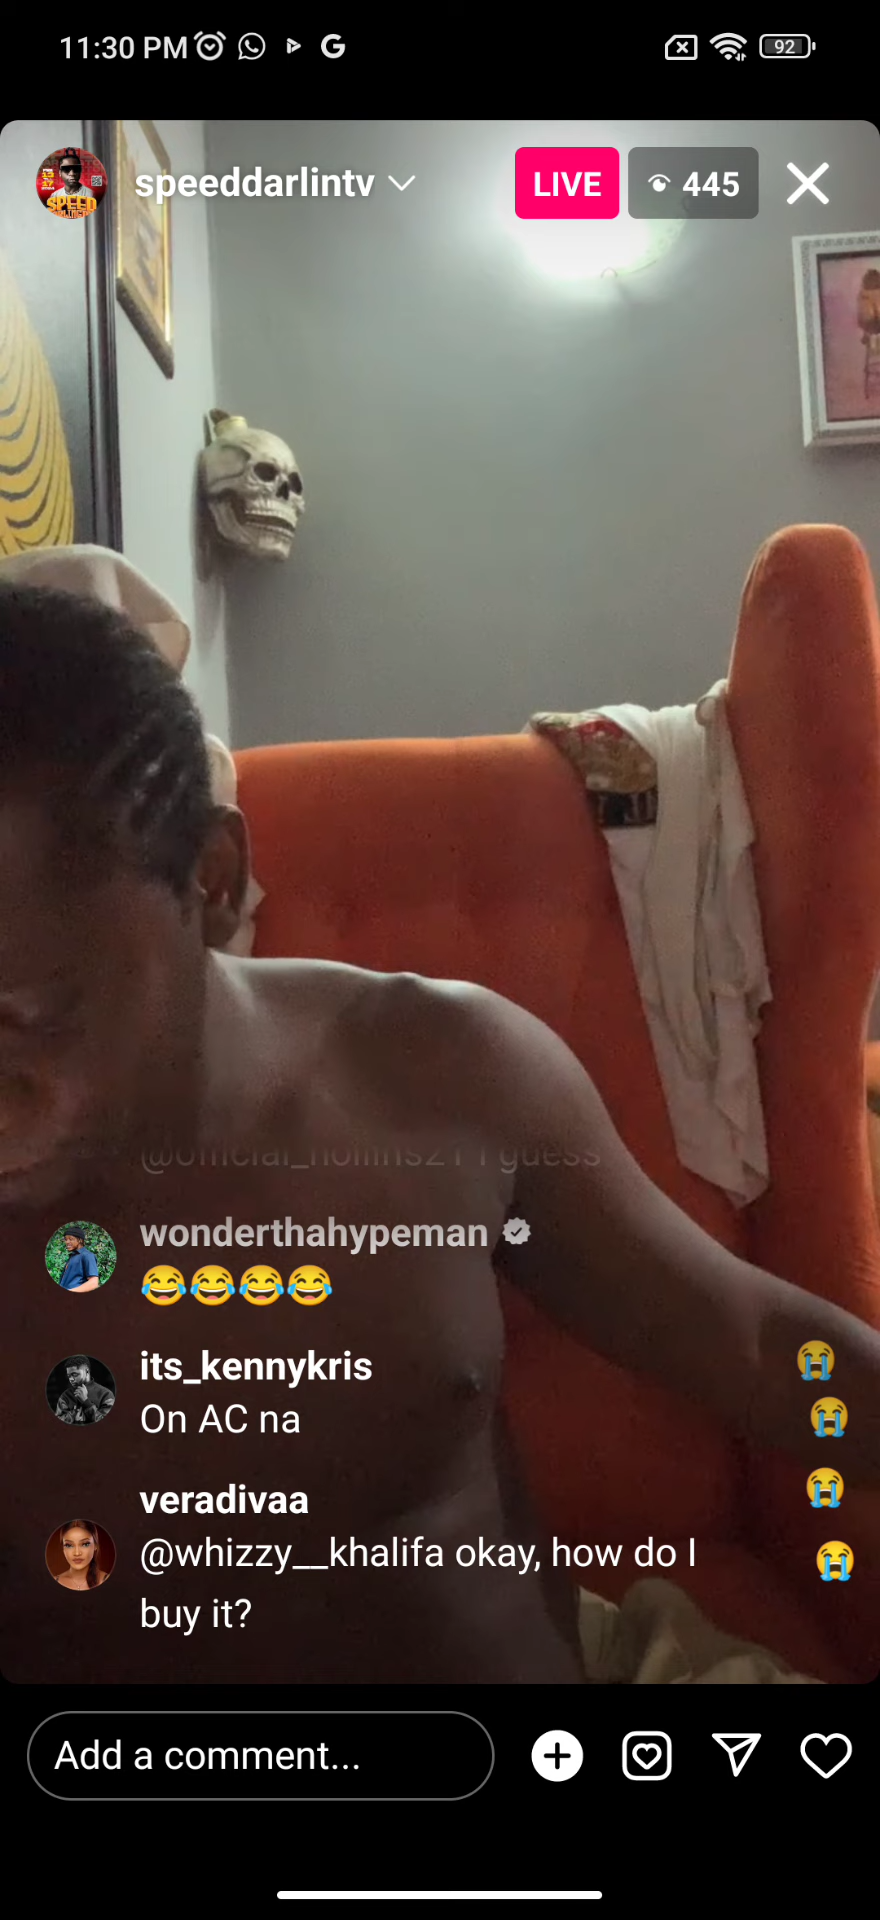 11:30 PM
92
speeddarlintv
LIVE
445
SPEED
wonderthahypeman
😂😂😂😂
its_kennykris
On AC na
veradivaa
@whizzy__khalifa okay, how do I
buy it?
Add a comment...